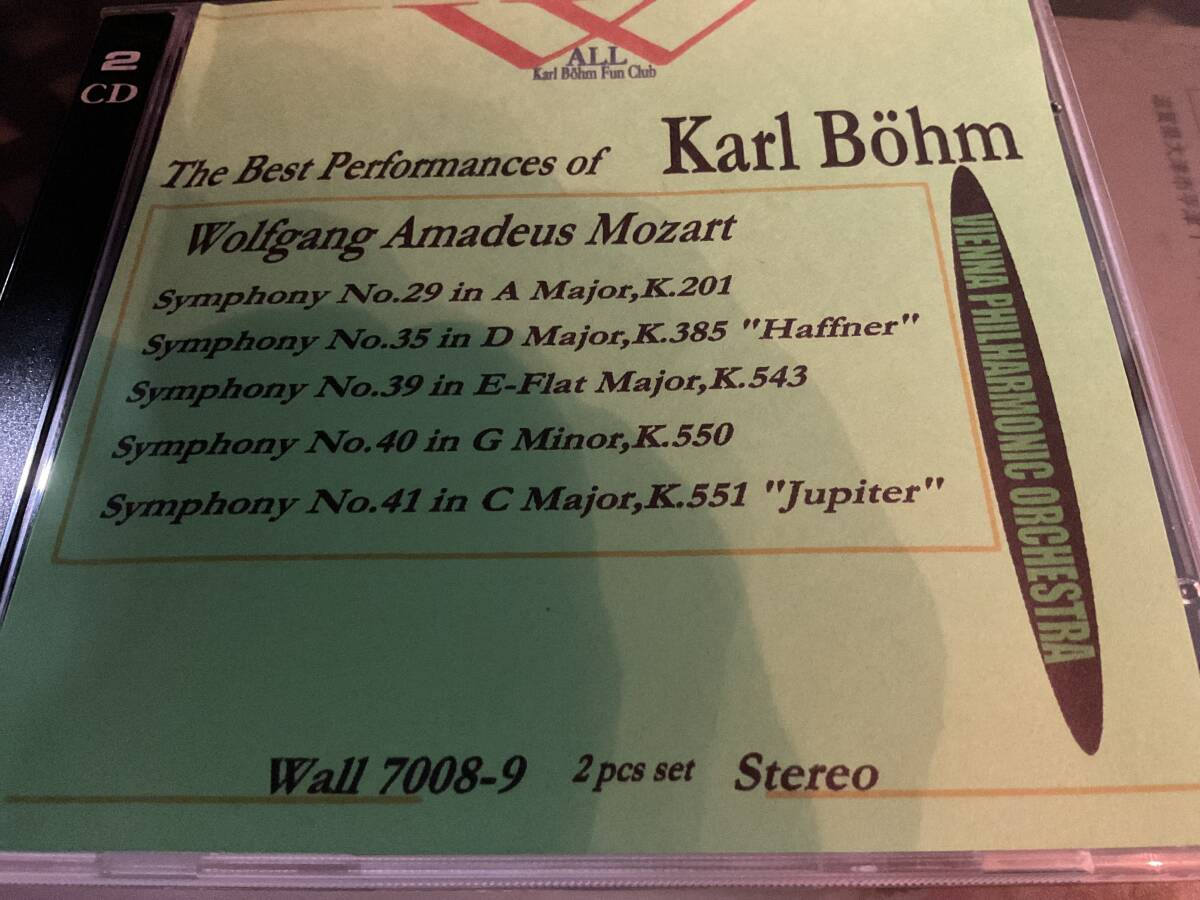 2
CD
W
ALL
Karl Böhm Fun Club
The Best Performances of Karl Böhm
Wolfgang Amadeus Mozart
Symphony No.29 in A Major,K.201
Symphony No.35 in D Major,K.385 "Haffner"
Symphony No.39 in E-Flat Major,K.543
Symphony No.40 in G Minor,K.550
Symphony No.41 in C Major,K.551 "Jupiter"
VIENNA PHILHARMONIC ORCHESTRA
Wall 7008-9 2 pcs set Stereo